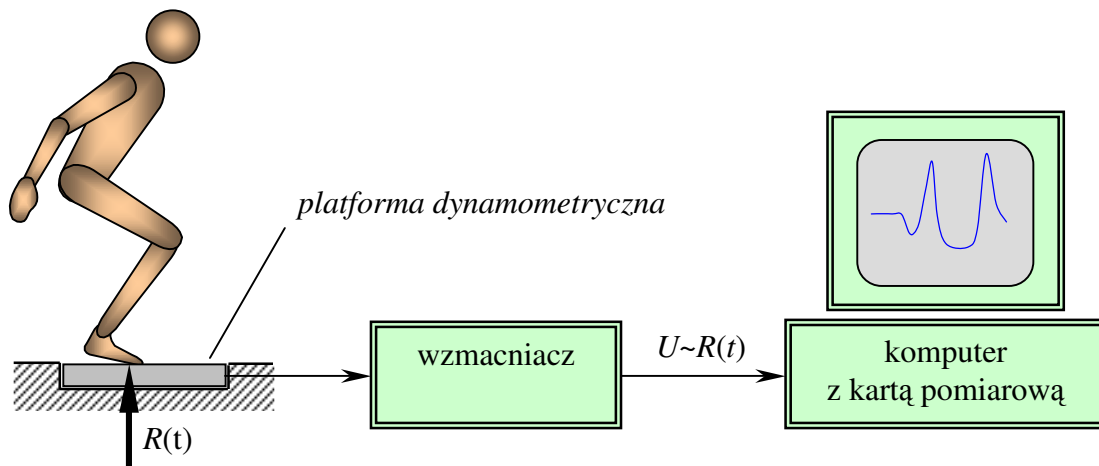 platforma dynamometryczna
wzmacniacz
U~R(t)
komputer
z kartą pomiarową
R(t)